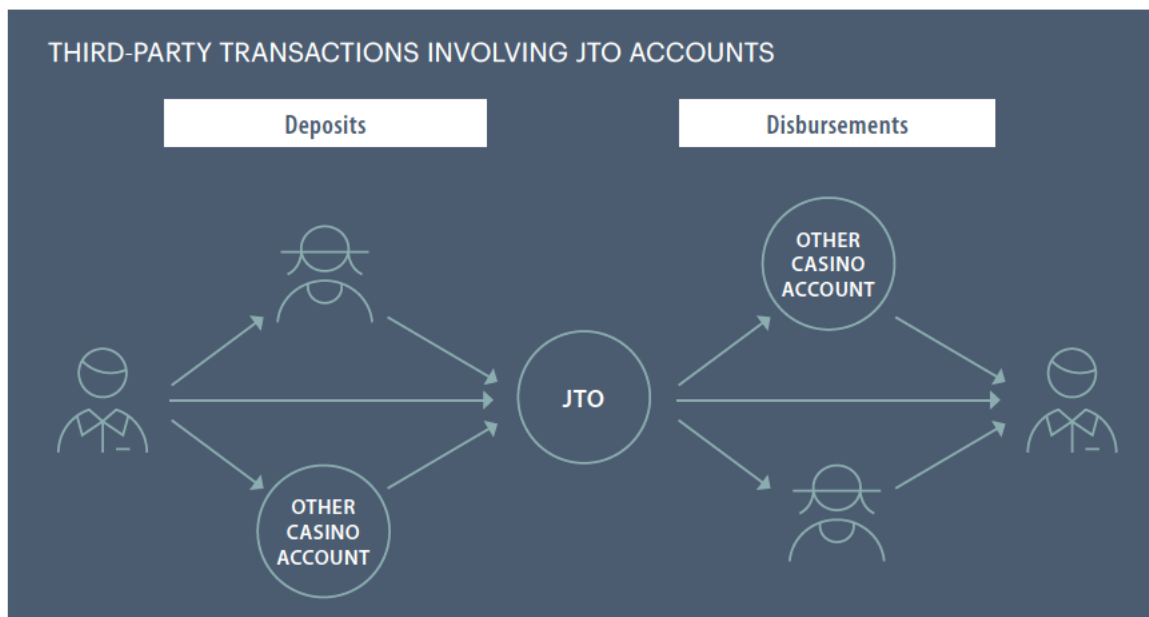 THIRD-PARTY TRANSACTIONS INVOLVING JTO ACCOUNTS
Deposits
Disbursements
OTHER
CASINO
ACCOUNT
JTO
OTHER
CASINO
ACCOUNT